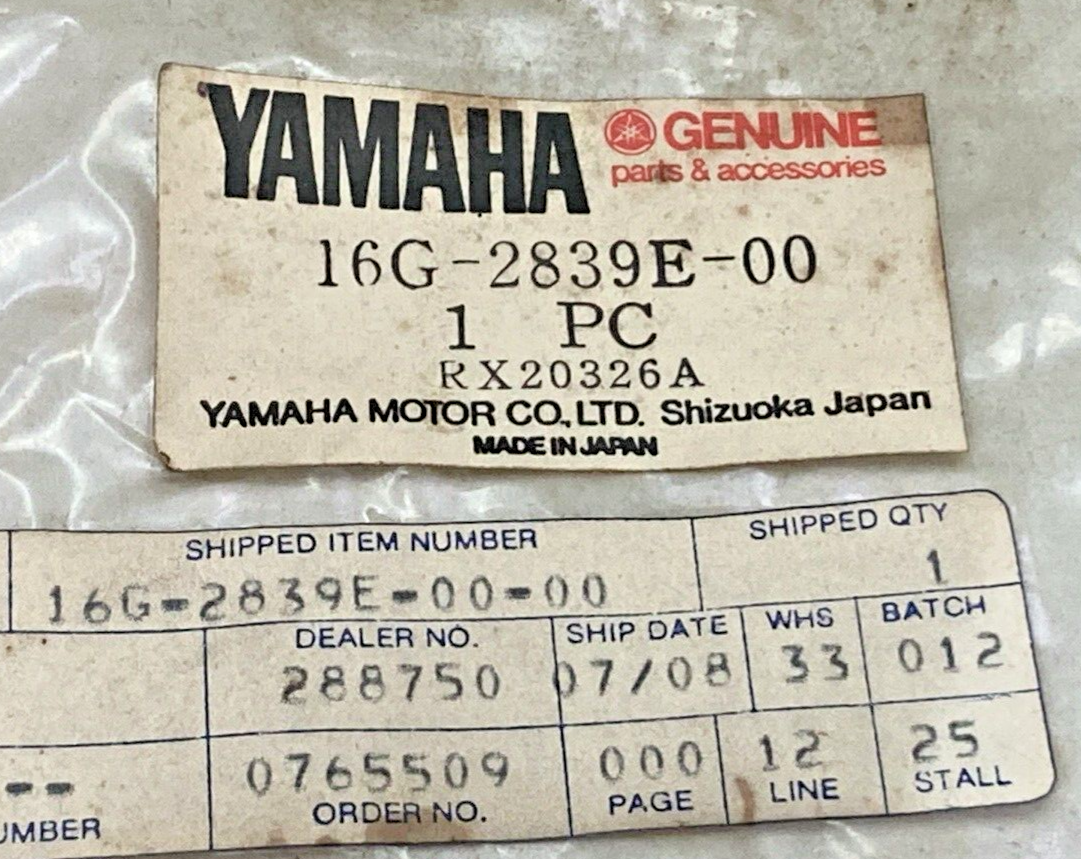 YAMAHA GENUINE
parts & accessories
16G-2839E-00
1 PC
RX20326A
YAMAHA MOTOR CO., LTD. Shizuoka Japan
MADE IN JAPAN
SHIPPED ITEM NUMBER SHIPPED QTY
16G-2839E-00-00 1
DEALER NO. SHIP DATE WHS BATCH
288750 07/08 33 012
-- 0765509 000 12 25
UMBER ORDER NO. PAGE LINE STALL